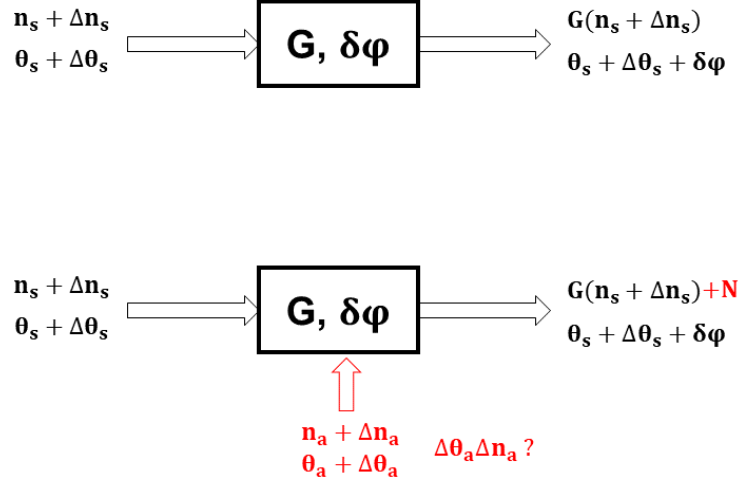 nₛ + Δnₛ
θₛ + Δθₛ
G, δφ
G(nₛ + Δnₛ)
θₛ + Δθₛ + δφ
nₛ + Δnₛ
θₛ + Δθₛ
G, δφ
G(nₛ + Δnₛ)+N
θₛ + Δθₛ + δφ
nₐ + Δnₐ
θₐ + Δθₐ
ΔθₐΔnₐ ?